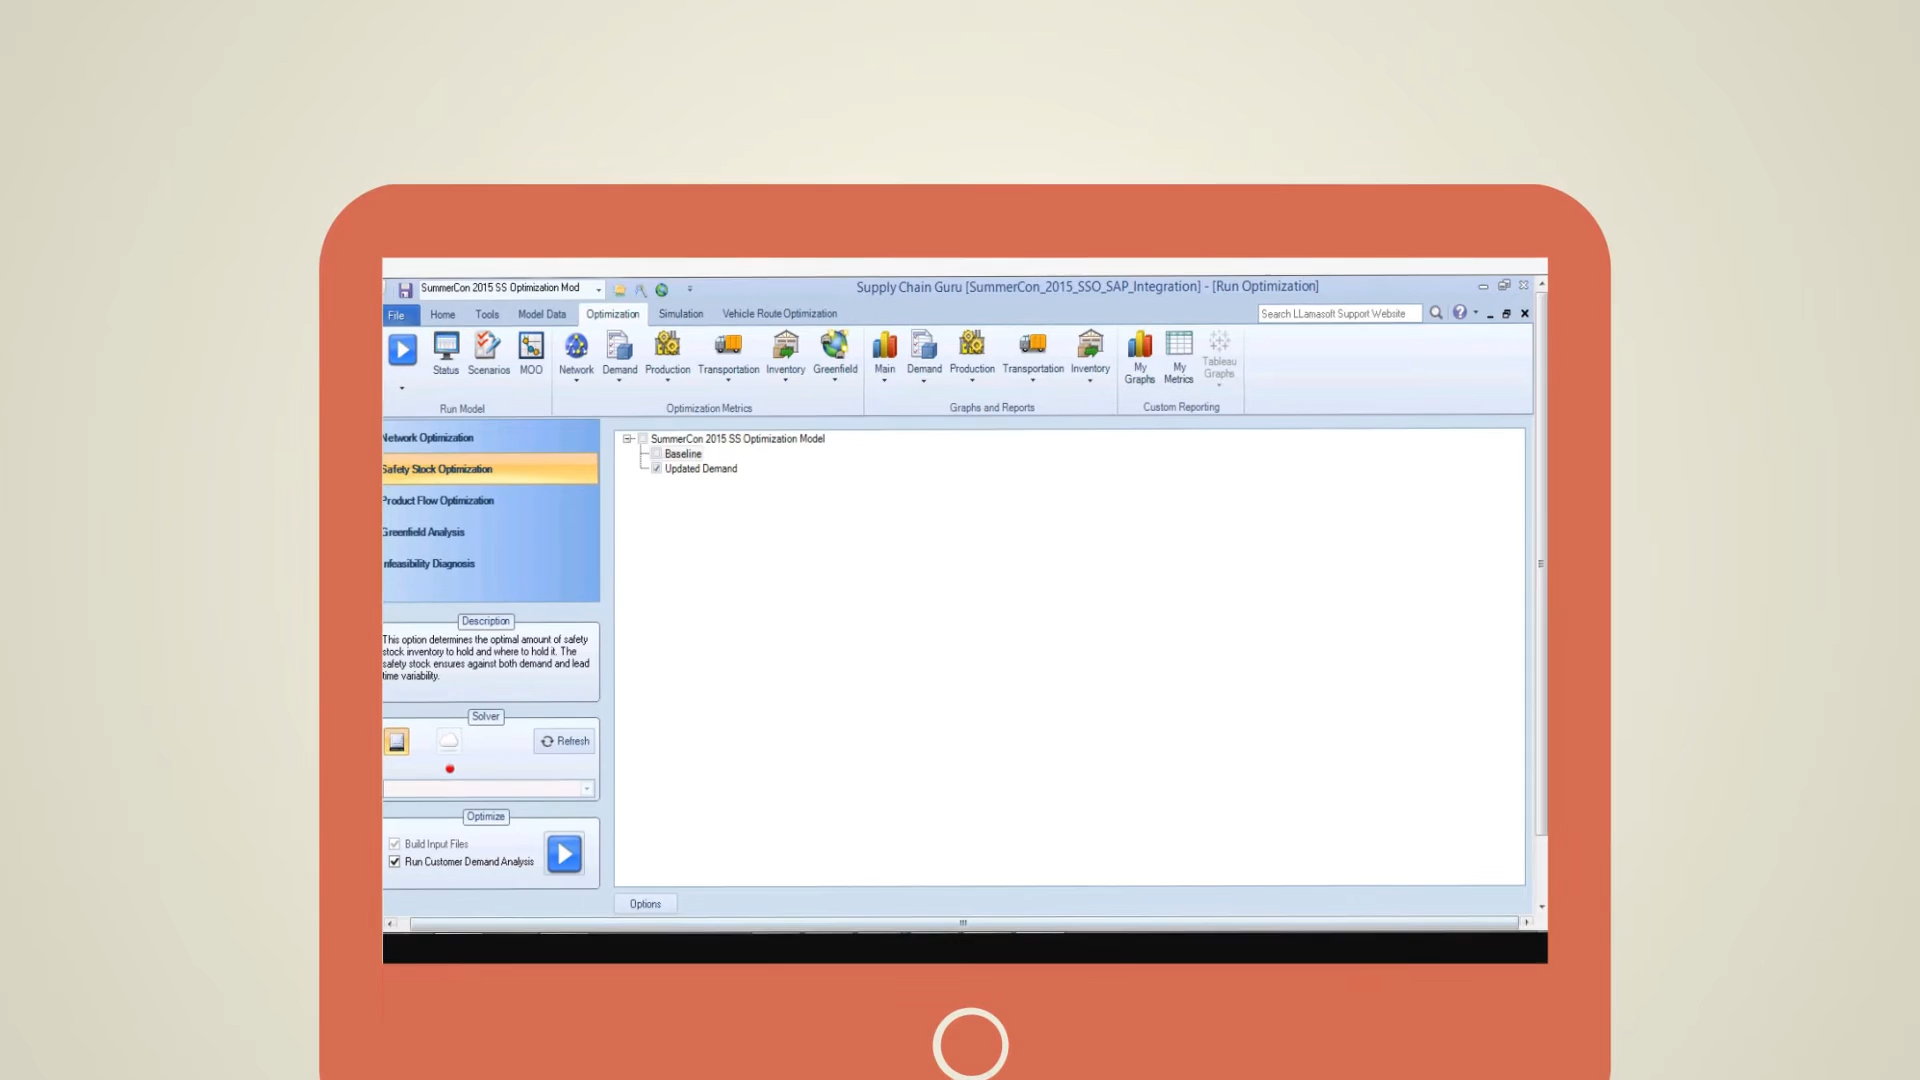 SummerCon 2015 SS Optimization Mod
Supply Chain Guru [SummerCon_2015_SSO_SAP_Integration] - [Run Optimization]
File Home Tools Model Data Optimization Simulation Vehicle Route Optimization
Search LLamasoft Support Website
Status Scenarios MOO
Run Model
Network Demand Production Transportation Inventory Greenfield
Optimization Metrics
Main Demand Production Transportation Inventory
Graphs and Reports
My Graphs
My Metrics
Tableau Graphs
Custom Reporting
Network Optimization
Safety Stock Optimization
Product Flow Optimization
Greenfield Analysis
nfeasibility Diagnosis
SummerCon 2015 SS Optimization Model
Baseline
Updated Demand
Description
This option determines the optimal amount of safety
stock inventory to hold and where to hold it. The
safety stock ensures against both demand and lead
time variability.
Solver
Refresh
Optimize
Build Input Files
Run Customer Demand Analysis
Options